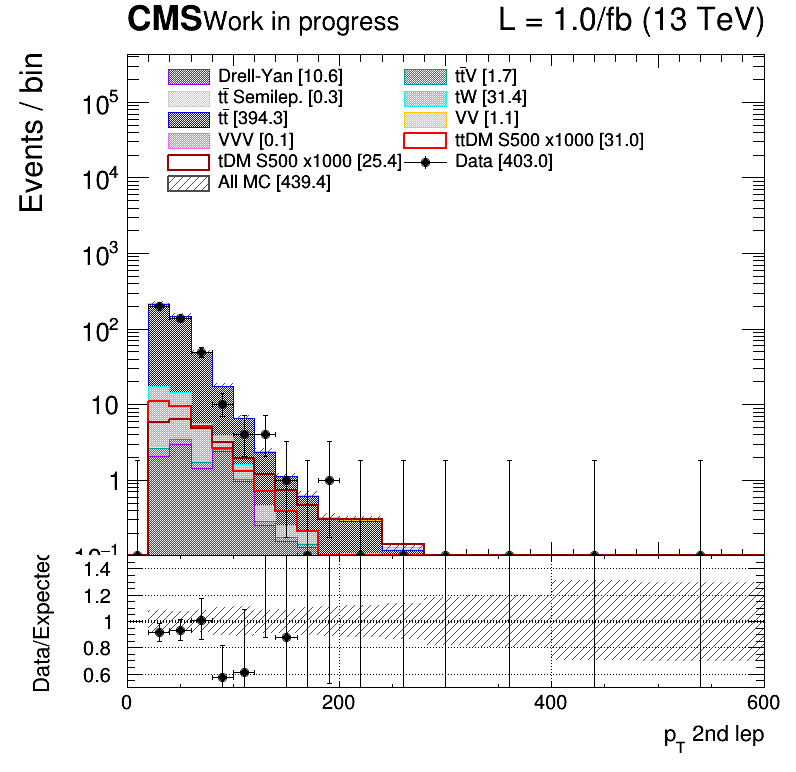 CMS Work in progress L = 1.0/fb (13 TeV)
Events / bin
Drell-Yan [10.6] tt̄V [1.7]
tt̄ Semilep. [0.3] tW [31.4]
tt̄ [394.3] VV [1.1]
VVV [0.1] ttDM S500 x1000 [31.0]
tDM S500 x1000 [25.4] Data [403.0]
All MC [439.4]
10⁵
10⁴
10³
10²
10
1
10⁻¹
Data/Expected
1.4
1.2
1
0.8
0.6
0 200 400 600
p_T 2nd lep